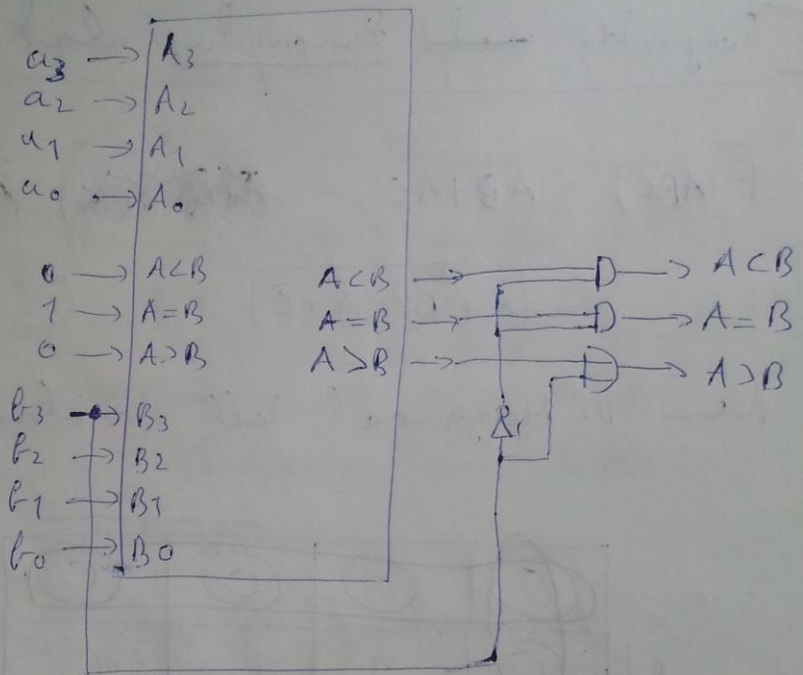 a3 → A3
a2 → A2
a1 → A1
a0 → A0
0 → A<B A<B → A<B
1 → A=B A=B → A=B
0 → A>B A>B → A>B
b3 → B3
b2 → B2
b1 → B1
b0 → B0